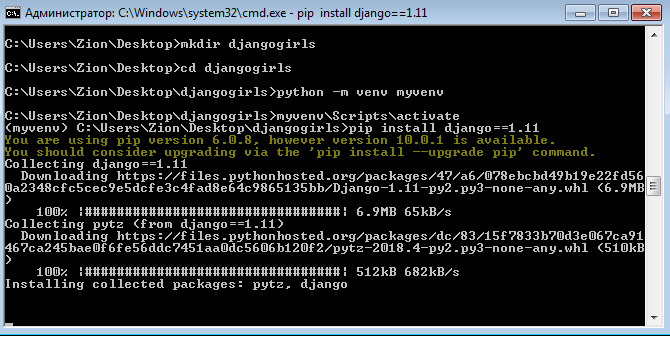 Администратор: C:\Windows\system32\cmd.exe - pip install django==1.11
C:\Users\Zion\Desktop>mkdir djangogirls
C:\Users\Zion\Desktop>cd djangogirls
C:\Users\Zion\Desktop\djangogirls>python -m venv myvenv
C:\Users\Zion\Desktop\djangogirls>myvenv\Scripts\activate
(myvenv) C:\Users\Zion\Desktop\djangogirls>pip install django==1.11
You are using pip version 6.0.8, however version 10.0.1 is available.
You should consider upgrading via the 'pip install --upgrade pip' command.
Collecting django==1.11
Downloading https://files.pythonhosted.org/packages/47/a6/078ebcbd49b19e22fd56
0a2348cfc5cec9e5dcfe3c4fad8e64c9865135bb/Django-1.11-py2.py3-none-any.whl (6.9MB
)
100% |################################| 6.9MB 65kB/s
Collecting pytz (from django==1.11)
Downloading https://files.pythonhosted.org/packages/dc/83/15f7833b70d3e067ca91
467ca245bae0f6fe56ddc7451aa0dc5606b120f2/pytz-2018.4-py2.py3-none-any.whl (510kB
)
100% |################################| 512kB 682kB/s
Installing collected packages: pytz, django